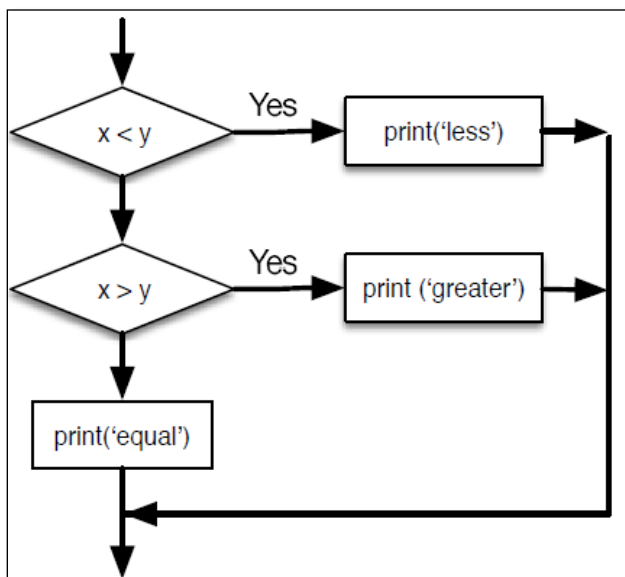 Yes
x < y
print(‘less’)
Yes
x > y
print (‘greater’)
print(‘equal’)